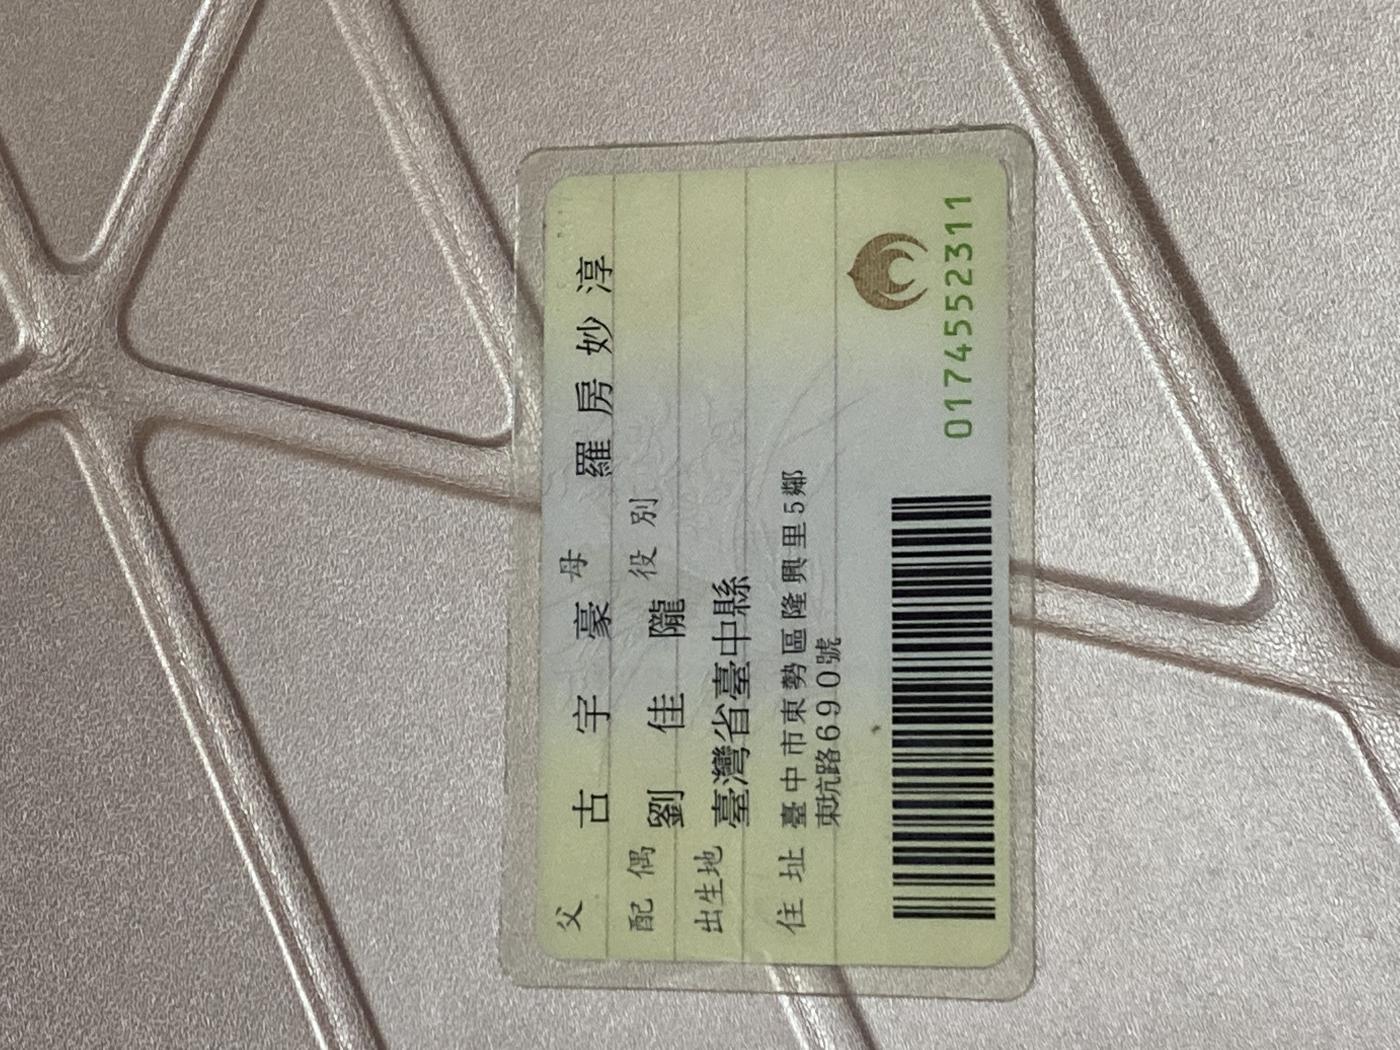 父 古宇豪 母 羅房妙淳
配偶 劉佳隴 役別
出生地 臺灣省臺中縣
住址 臺中市東勢區隆興里5鄰
東坑路690號
0174552311